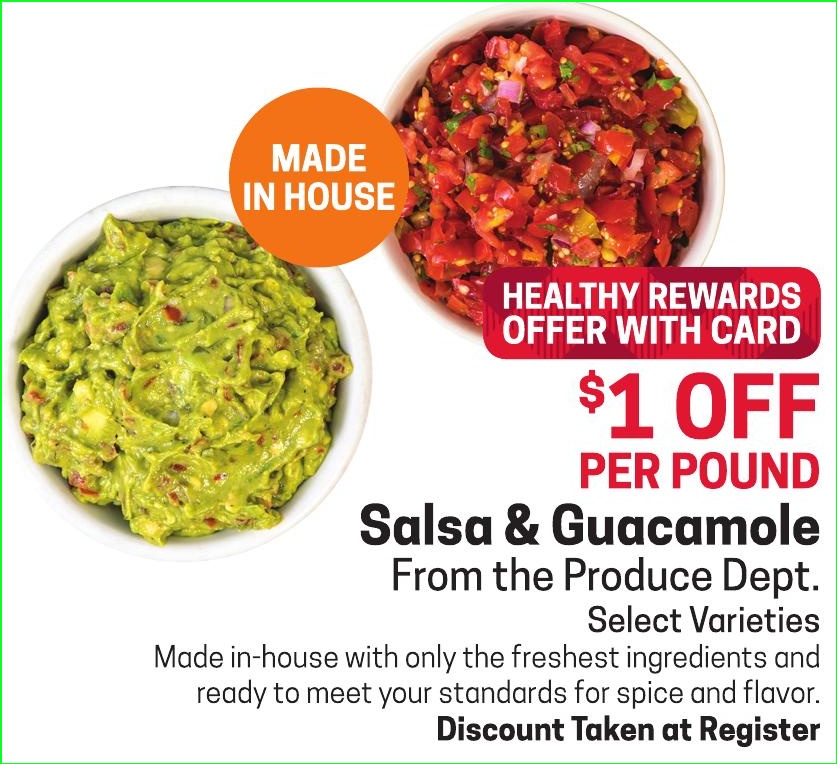 MADE
IN HOUSE
HEALTHY REWARDS
OFFER WITH CARD
$1 OFF
PER POUND
Salsa & Guacamole
From the Produce Dept.
Select Varieties
Made in-house with only the freshest ingredients and
ready to meet your standards for spice and flavor.
Discount Taken at Register